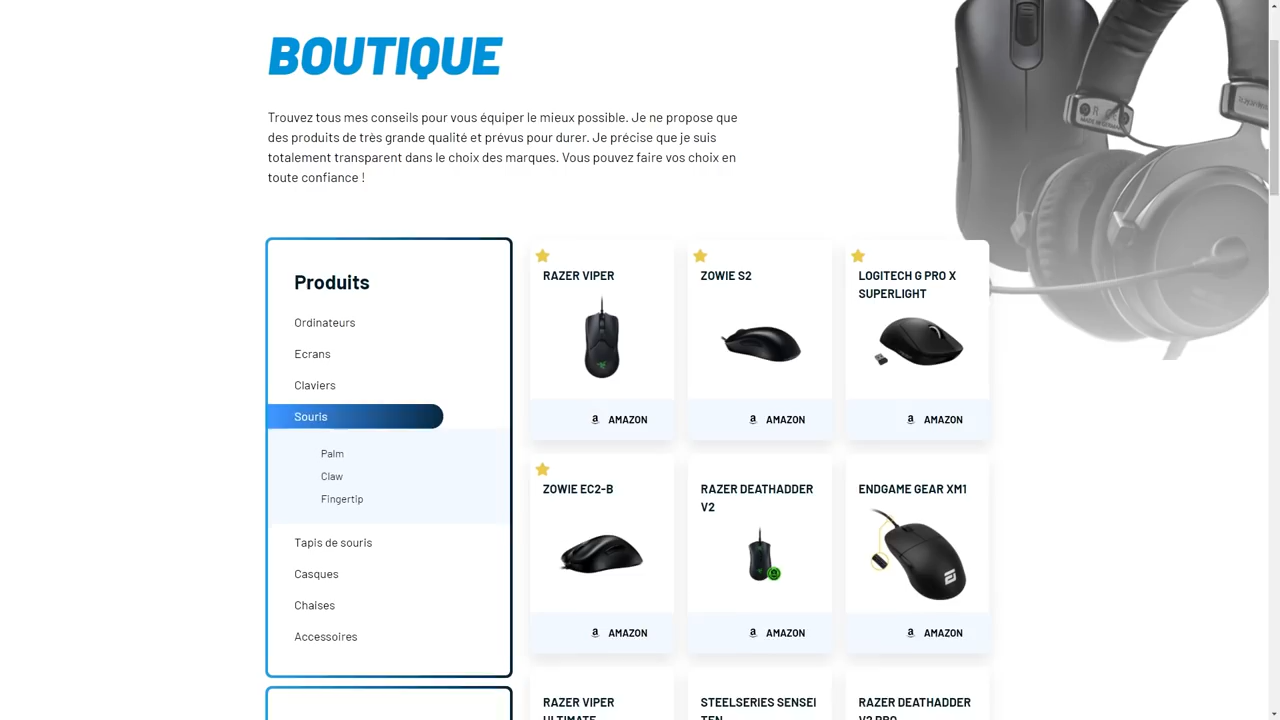 BOUTIQUE
Trouvez tous mes conseils pour vous équiper le mieux possible. Je ne propose que
des produits de très grande qualité et prévus pour durer. Je précise que je suis
totalement transparent dans le choix des marques. Vous pouvez faire vos choix en
toute confiance !
Produits
Ordinateurs
Ecrans
Claviers
Souris
Palm
Claw
Fingertip
Tapis de souris
Casques
Chaises
Accessoires
RAZER VIPER
AMAZON
ZOWIE S2
AMAZON
LOGITECH G PRO X
SUPERLIGHT
AMAZON
ZOWIE EC2-B
AMAZON
RAZER DEATHADDER
V2
AMAZON
ENDGAME GEAR XM1
AMAZON
RAZER VIPER
ULTIMATE
STEELSERIES SENSEI
TEN
RAZER DEATHADDER
V2 PRO